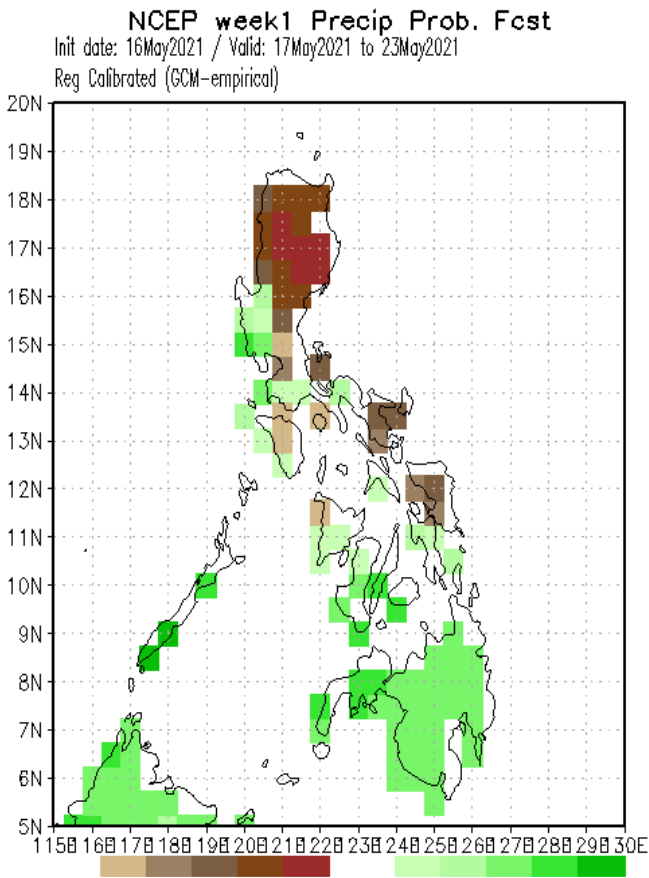 NCEP week1 Precip Prob. Fcst
Init date: 16May2021 / Valid: 17May2021 to 23May2021
Reg Calibrated (GCM-empirical)
20N
19N
18N
17N
16N
15N
14N
13N
12N
11N
10N
9N
8N
7N
6N
5N
115E 116E 117E 118E 119E 120E 121E 122E 123E 124E 125E 126E 127E 128E 129E 130E